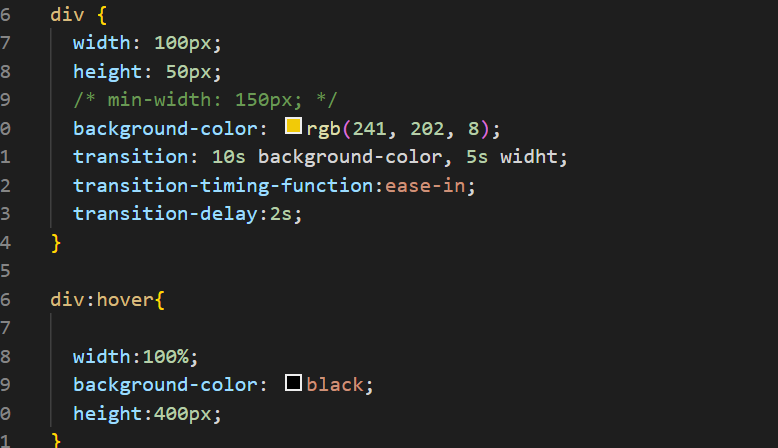 6 div {
7 width: 100px;
8 height: 50px;
9 /* min-width: 150px; */
0 background-color: rgb(241, 202, 8);
1 transition: 10s background-color, 5s widht;
2 transition-timing-function:ease-in;
3 transition-delay:2s;
4 }
5
6 div:hover{
7
8 width:100%;
9 background-color: black;
0 height:400px;
1 }